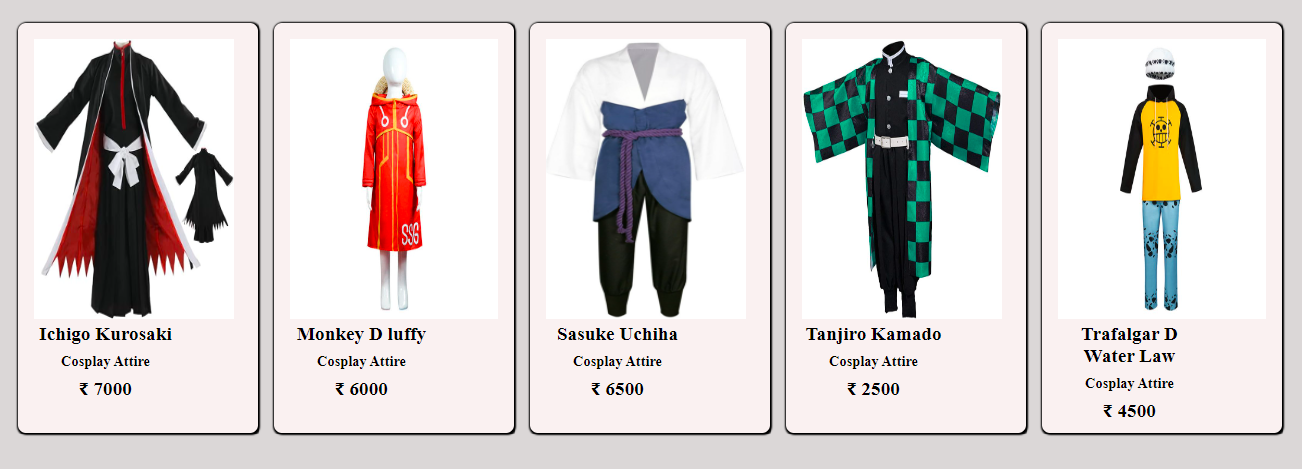 SSG
Ichigo Kurosaki
Cosplay Attire
₹ 7000
Monkey D luffy
Cosplay Attire
₹ 6000
Sasuke Uchiha
Cosplay Attire
₹ 6500
Tanjiro Kamado
Cosplay Attire
₹ 2500
Trafalgar D
Water Law
Cosplay Attire
₹ 4500